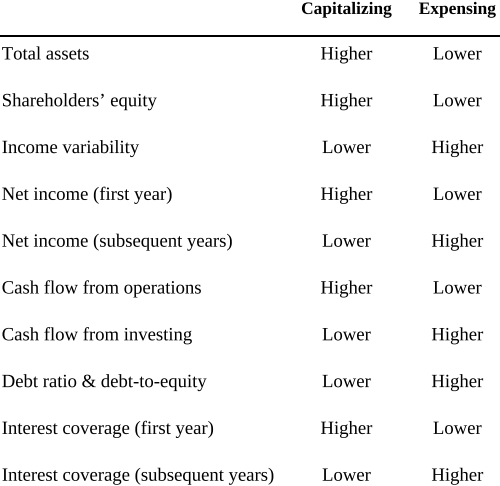 Capitalizing Expensing
Total assets Higher Lower
Shareholders’ equity Higher Lower
Income variability Lower Higher
Net income (first year) Higher Lower
Net income (subsequent years) Lower Higher
Cash flow from operations Higher Lower
Cash flow from investing Lower Higher
Debt ratio & debt-to-equity Lower Higher
Interest coverage (first year) Higher Lower
Interest coverage (subsequent years) Lower Higher